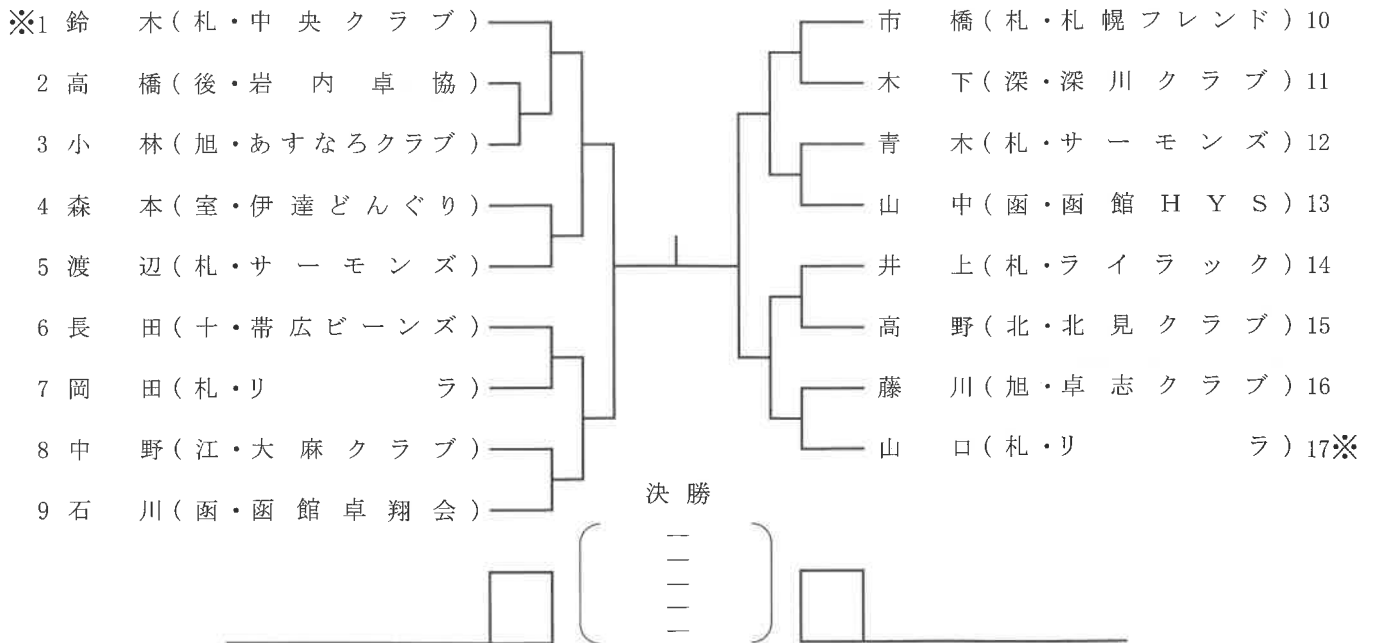 ※1 鈴 木(札・中央クラブ)
2 高 橋(後・岩内卓協)
3 小 林(旭・あすなろクラブ)
4 森 本(室・伊達どんぐり)
5 渡 辺(札・サーモンズ)
6 長 田(十・帯広ビーンズ)
7 岡 田(札・リラ)
8 中 野(江・大麻クラブ)
9 石 川(函・函館卓翔会)
市 橋(札・札幌フレンド)10
木 下(深・深川クラブ)11
青 木(札・サーモンズ)12
山 中(函・函館HYS)13
井 上(札・ライラック)14
高 野(北・北見クラブ)15
藤 川(旭・卓志クラブ)16
山 口(札・リラ)17※
決勝
―
―
―
―
―